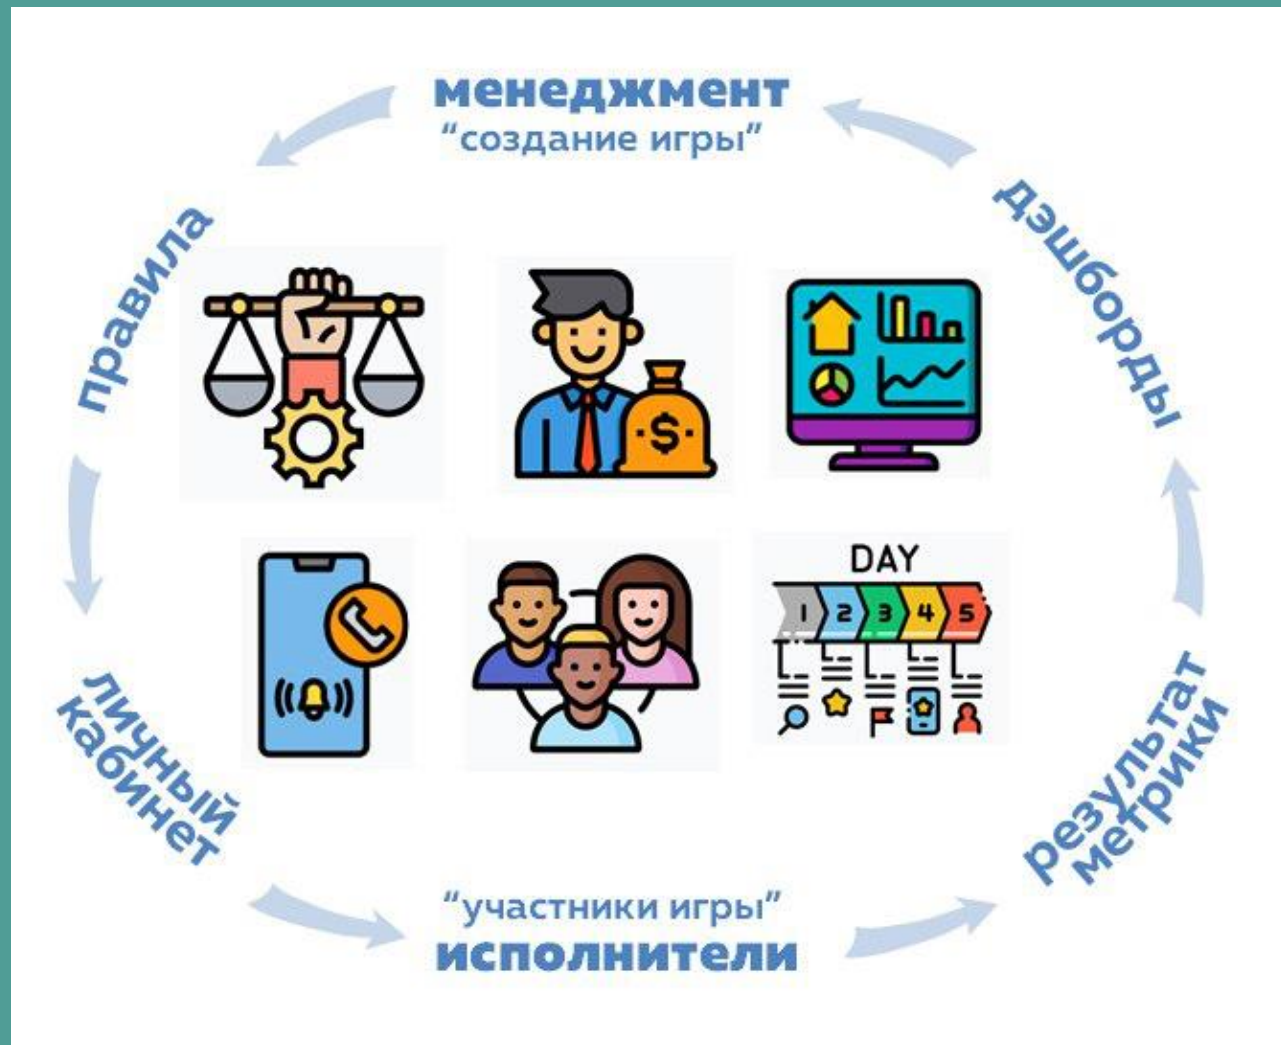 менеджмент
“создание игры”
правила
дэшборды
$
DAY
1 2 3 4 5
личный
кабинет
результат
метрики
“участники игры”
исполнители